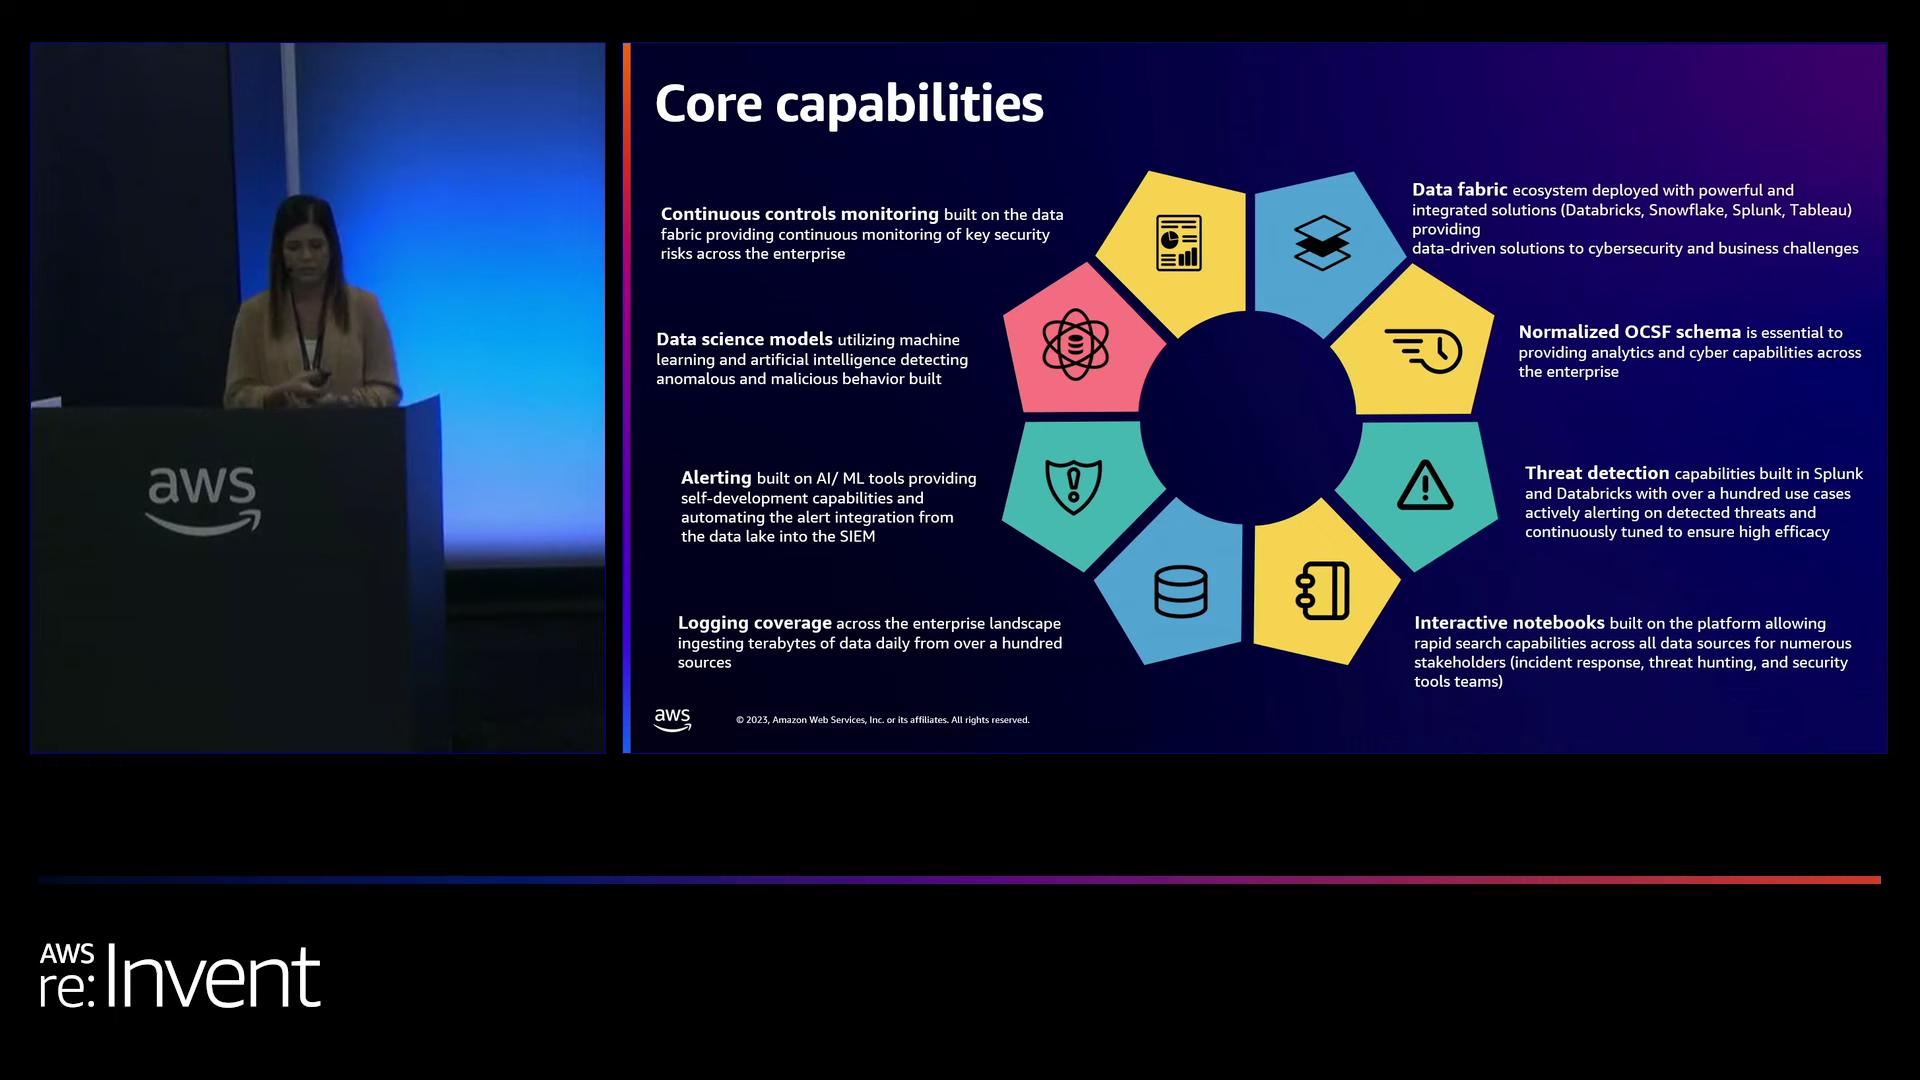 Core capabilities
Continuous controls monitoring built on the data
fabric providing continuous monitoring of key security
risks across the enterprise
Data science models utilizing machine
learning and artificial intelligence detecting
anomalous and malicious behavior built
Alerting built on AI/ ML tools providing
self-development capabilities and
automating the alert integration from
the data lake into the SIEM
Logging coverage across the enterprise landscape
ingesting terabytes of data daily from over a hundred
sources
Data fabric ecosystem deployed with powerful and
integrated solutions (Databricks, Snowflake, Splunk, Tableau)
providing
data-driven solutions to cybersecurity and business challenges
Normalized OCSF schema is essential to
providing analytics and cyber capabilities across
the enterprise
Threat detection capabilities built in Splunk
and Databricks with over a hundred use cases
actively alerting on detected threats and
continuously tuned to ensure high efficacy
Interactive notebooks built on the platform allowing
rapid search capabilities across all data sources for numerous
stakeholders (incident response, threat hunting, and security
tools teams)
aws
© 2023, Amazon Web Services, Inc. or its affiliates. All rights reserved.
aws
AWS
re:Invent